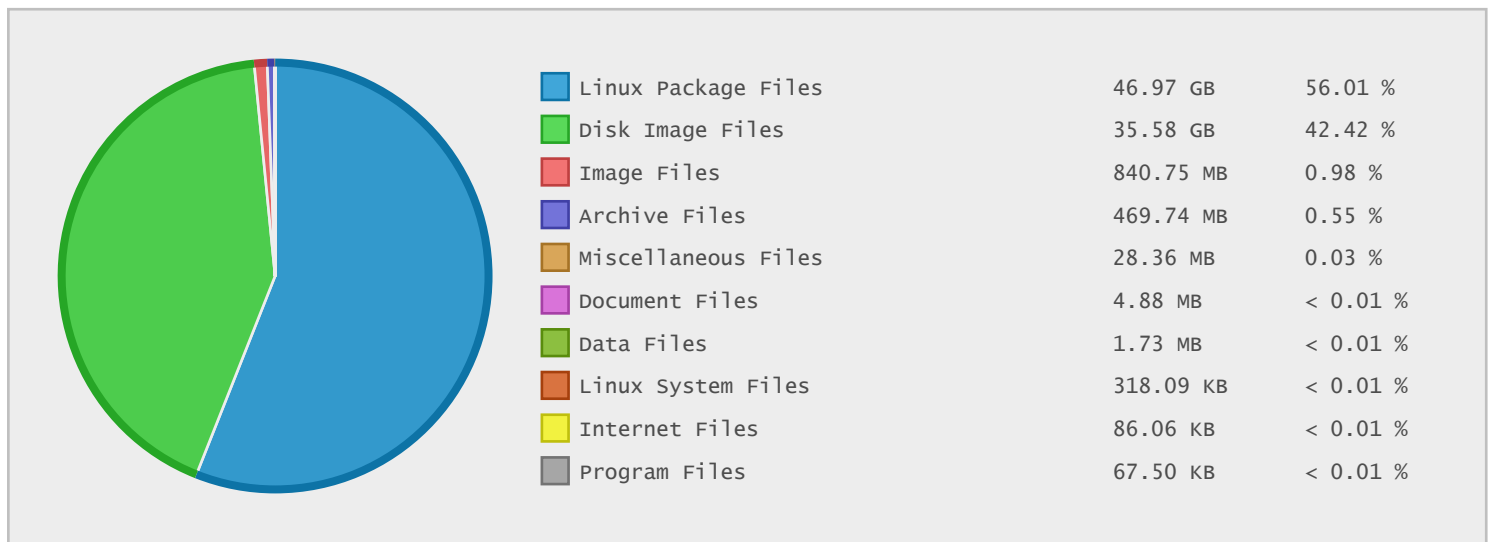 Linux Package Files 46.97 GB 56.01 %
Disk Image Files 35.58 GB 42.42 %
Image Files 840.75 MB 0.98 %
Archive Files 469.74 MB 0.55 %
Miscellaneous Files 28.36 MB 0.03 %
Document Files 4.88 MB < 0.01 %
Data Files 1.73 MB < 0.01 %
Linux System Files 318.09 KB < 0.01 %
Internet Files 86.06 KB < 0.01 %
Program Files 67.50 KB < 0.01 %